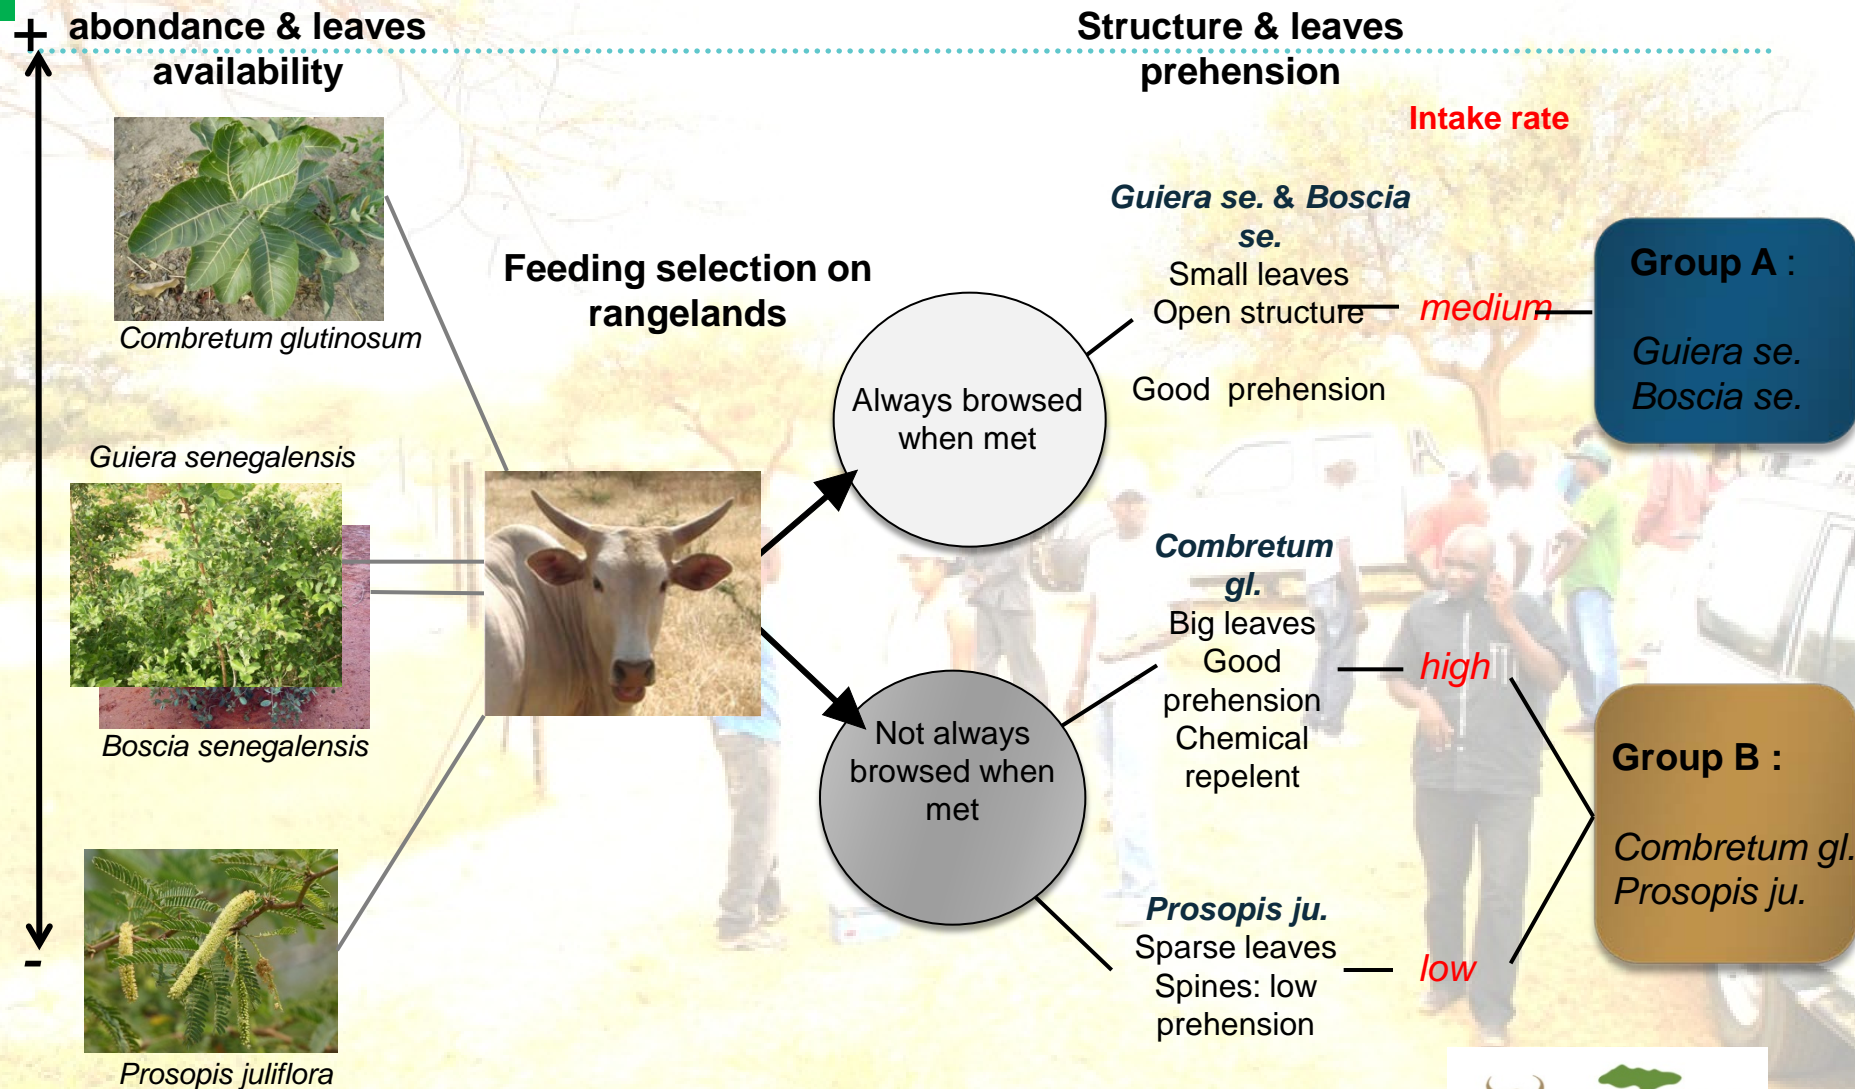 +
abondance & leaves
availability
Combretum glutinosum
Guiera senegalensis
Boscia senegalensis
-
Prosopis juliflora
Feeding selection on
rangelands
Always browsed
when met
Not always
browsed when
met
Structure & leaves
prehension
Intake rate
Guiera se. & Boscia
se.
Small leaves
Open structure
Good prehension
medium
Combretum
gl.
Big leaves
Good
prehension
Chemical
repelent
high
Prosopis ju.
Sparse leaves
Spines: low
prehension
low
Group A :
Guiera se.
Boscia se.
Group B :
Combretum gl.
Prosopis ju.